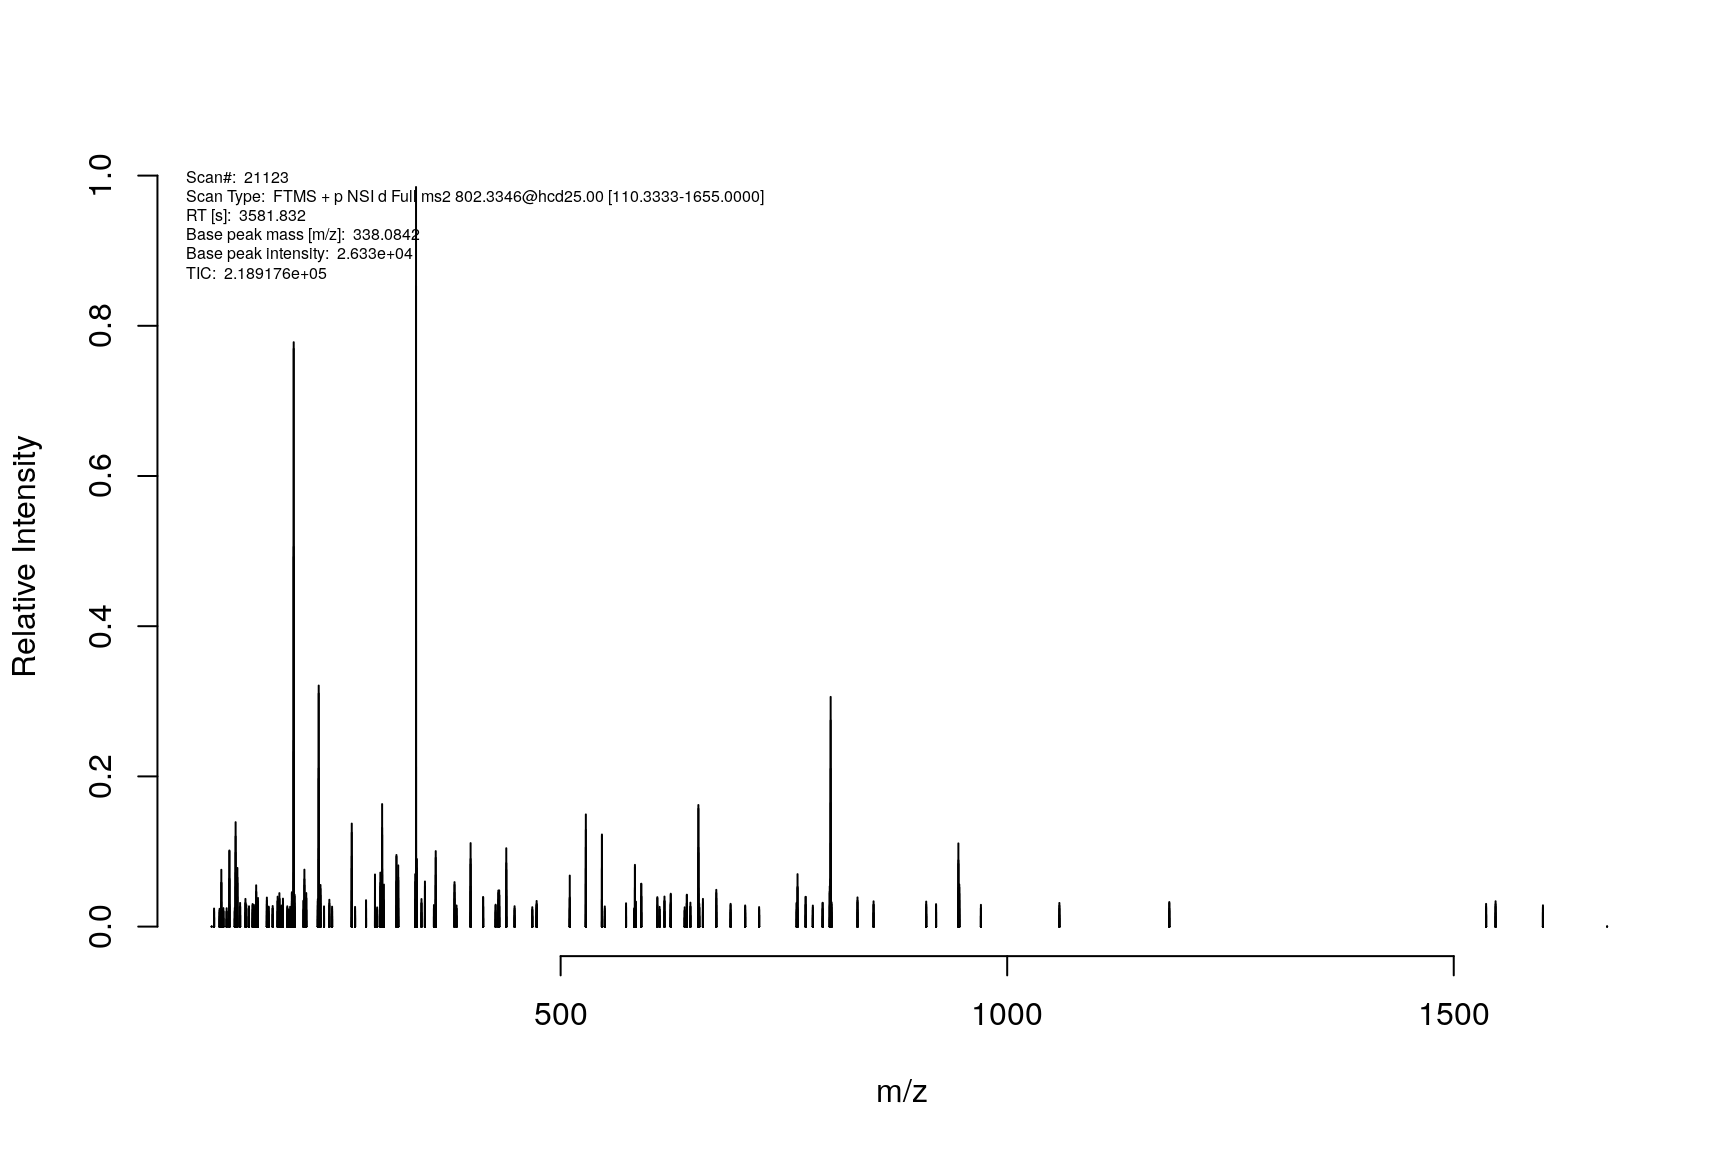 1.0
Scan#: 21123
Scan Type: FTMS + p NSI d Full ms2 802.3346@hcd25.00 [110.3333-1655.0000]
RT [s]: 3581.832
Base peak mass [m/z]: 338.0842
Base peak intensity: 2.633e+04
TIC: 2.189176e+05
0.8
0.6
Relative Intensity
0.4
0.2
0.0
500 1000 1500
m/z